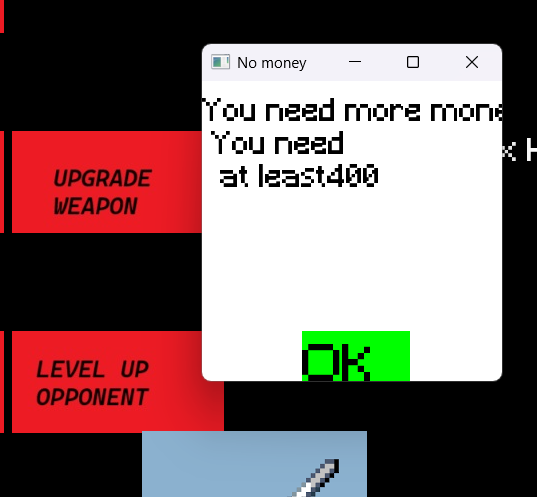 No money
You need more mone
You need
at least400
x H
UPGRADE
WEAPON
OK
LEVEL UP
OPPONENT